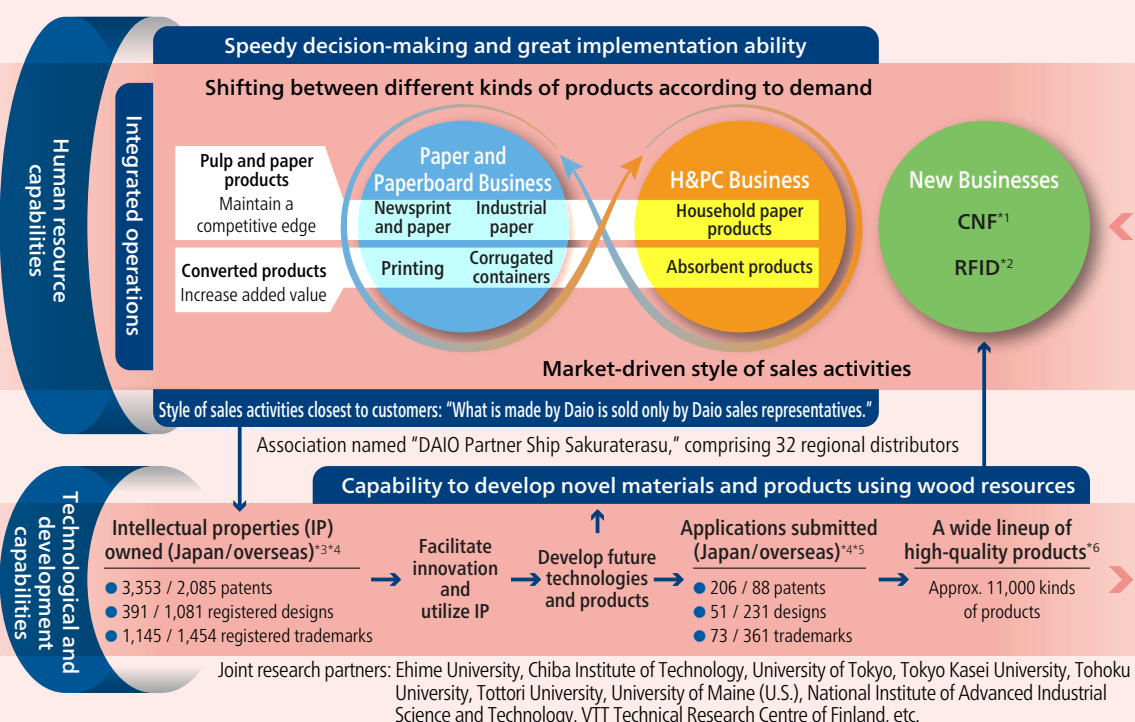 Speedy decision-making and great implementation ability
Human resource
capabilities
Integrated operations
Shifting between different kinds of products according to demand
Pulp and paper
products
Maintain a
competitive edge
Converted products
Increase added value
Paper and
Paperboard Business
Newsprint
and paper
Industrial
paper
Printing
Corrugated
containers
H&PC Business
Household paper
products
Absorbent products
New Businesses
CNF*1
RFID*2
Market-driven style of sales activities
Style of sales activities closest to customers: “What is made by Daio is sold only by Daio sales representatives.”
Association named “DAIO Partner Ship Sakuraterasu,” comprising 32 regional distributors
Technological and
development
capabilities
Capability to develop novel materials and products using wood resources
Intellectual properties (IP)
owned (Japan/overseas)*3*4
● 3,353 / 2,085 patents
● 391 / 1,081 registered designs
● 1,145 / 1,454 registered trademarks
Facilitate
innovation
and
utilize IP
Develop future
technologies
and products
Applications submitted
(Japan/overseas)*4*5
● 206 / 88 patents
● 51 / 231 designs
● 73 / 361 trademarks
A wide lineup of
high-quality products*6
Approx. 11,000 kinds
of products
Joint research partners: Ehime University, Chiba Institute of Technology, University of Tokyo, Tokyo Kasei University, Tohoku
University, Tottori University, University of Maine (U.S.), National Institute of Advanced Industrial
Science and Technology, VTT Technical Research Centre of Finland, etc.